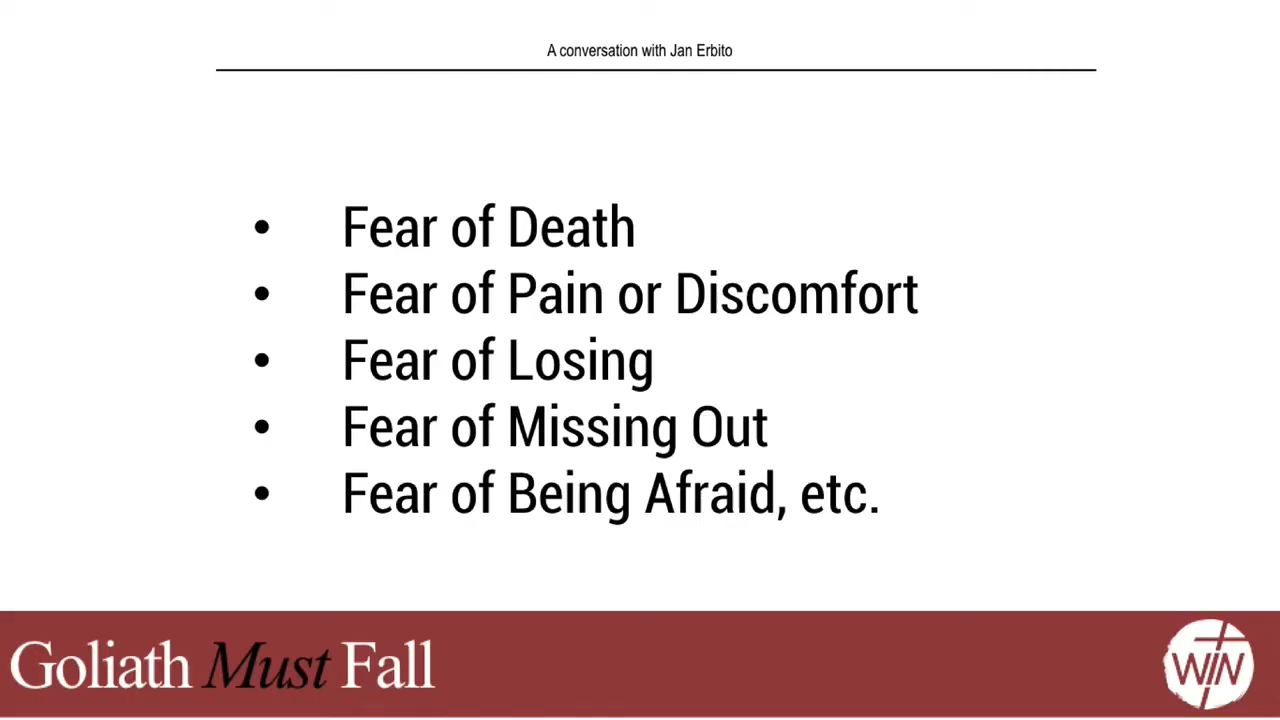 A conversation with Jan Erbito
• Fear of Death
• Fear of Pain or Discomfort
• Fear of Losing
• Fear of Missing Out
• Fear of Being Afraid, etc.
Goliath Must Fall
WIN